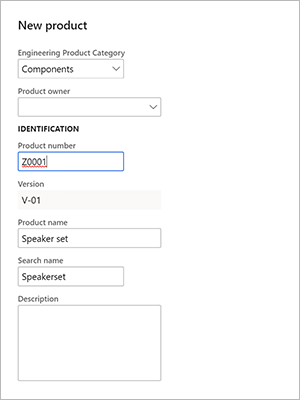 New product
Engineering Product Category
Components
Product owner
IDENTIFICATION
Product number
Z0001
Version
V-01
Product name
Speaker set
Search name
Speakerset
Description